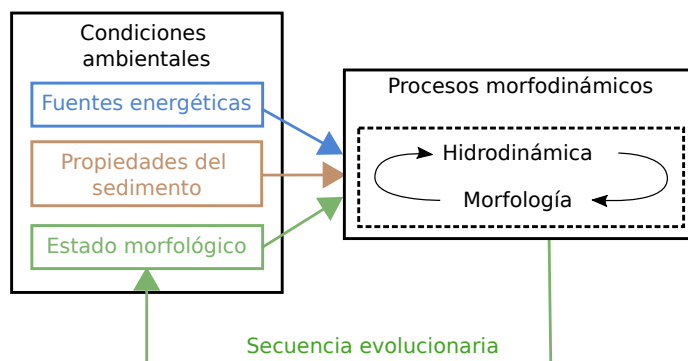 Condiciones
ambientales
Fuentes energéticas
Propiedades del
sedimento
Estado morfológico
Procesos morfodinámicos
Hidrodinámica
Morfología
Secuencia evolucionaria